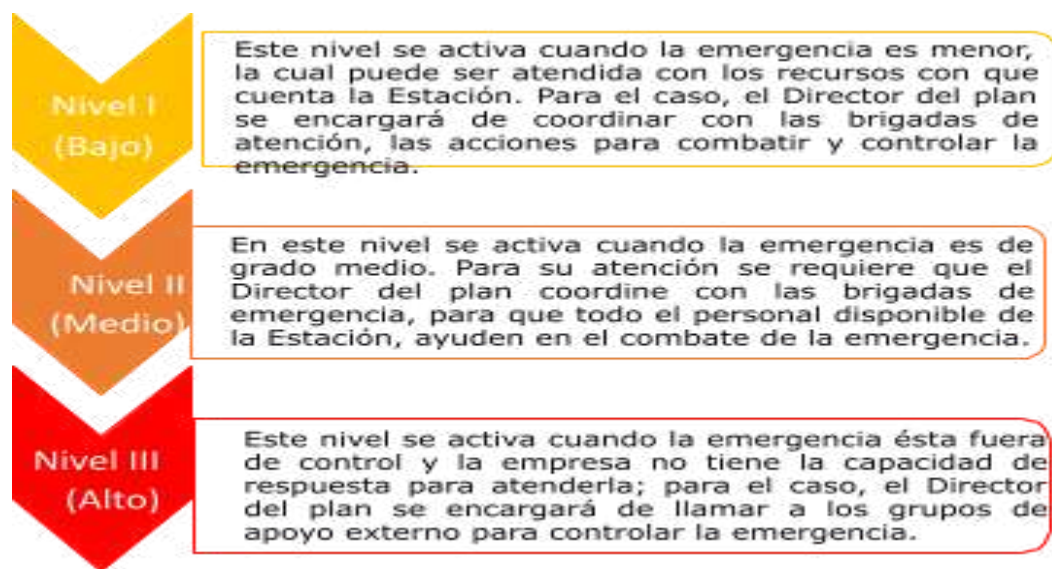 Nivel I
(Bajo)
Este nivel se activa cuando la emergencia es menor,
la cual puede ser atendida con los recursos con que
cuenta la Estación. Para el caso, el Director del plan
se encargará de coordinar con las brigadas de
atención, las acciones para combatir y controlar la
emergencia.
Nivel II
(Medio)
En este nivel se activa cuando la emergencia es de
grado medio. Para su atención se requiere que el
Director del plan coordine con las brigadas de
emergencia, para que todo el personal disponible de
la Estación, ayuden en el combate de la emergencia.
Nivel III
(Alto)
Este nivel se activa cuando la emergencia ésta fuera
de control y la empresa no tiene la capacidad de
respuesta para atenderla; para el caso, el Director
del plan se encargará de llamar a los grupos de
apoyo externo para controlar la emergencia.